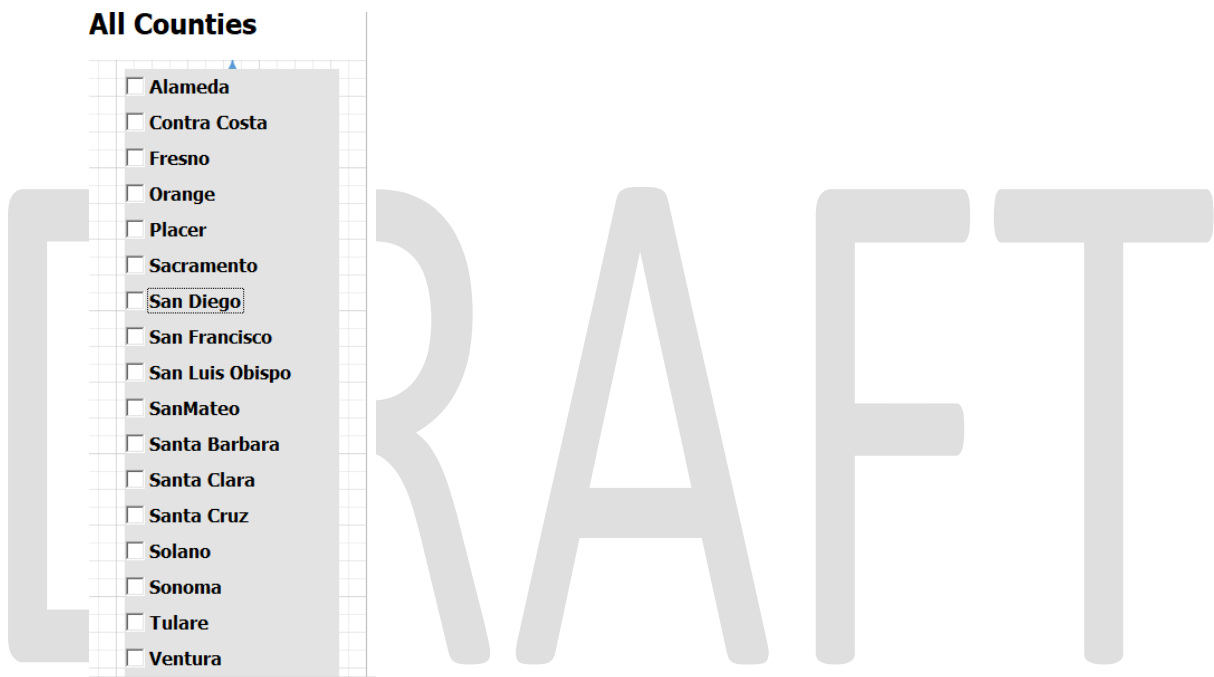 All Counties
Alameda
Contra Costa
Fresno
Orange
Placer
Sacramento
San Diego
San Francisco
San Luis Obispo
SanMateo
Santa Barbara
Santa Clara
Santa Cruz
Solano
Sonoma
Tulare
Ventura
DRAFT